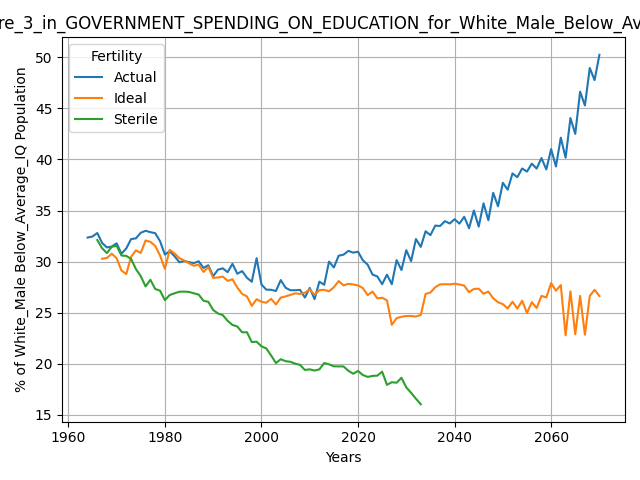 re_3_in_GOVERNMENT_SPENDING_ON_EDUCATION_for_White_Male_Below_Av
% of White_Male Below_Average_IQ Population
Fertility
Actual
Ideal
Sterile
50
45
40
35
30
25
20
15
1960
1980
2000
2020
2040
2060
Years